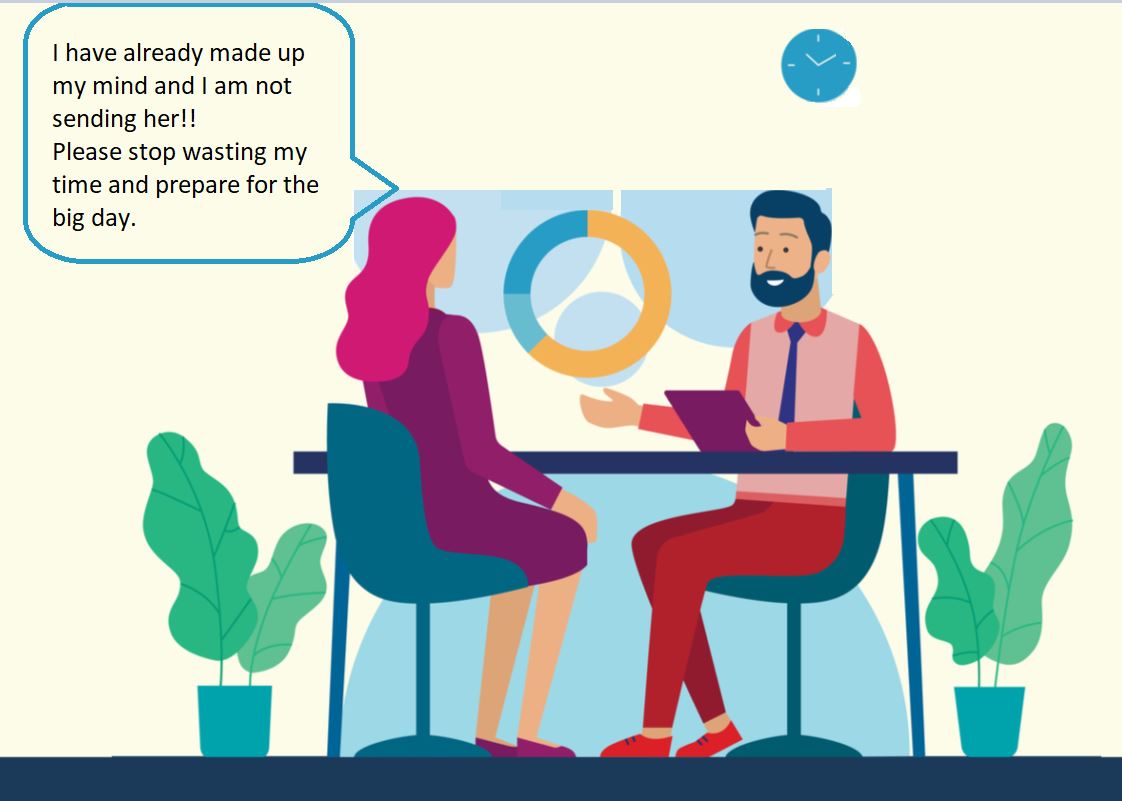 I have already made up
my mind and I am not
sending her!!
Please stop wasting my
time and prepare for the
big day.